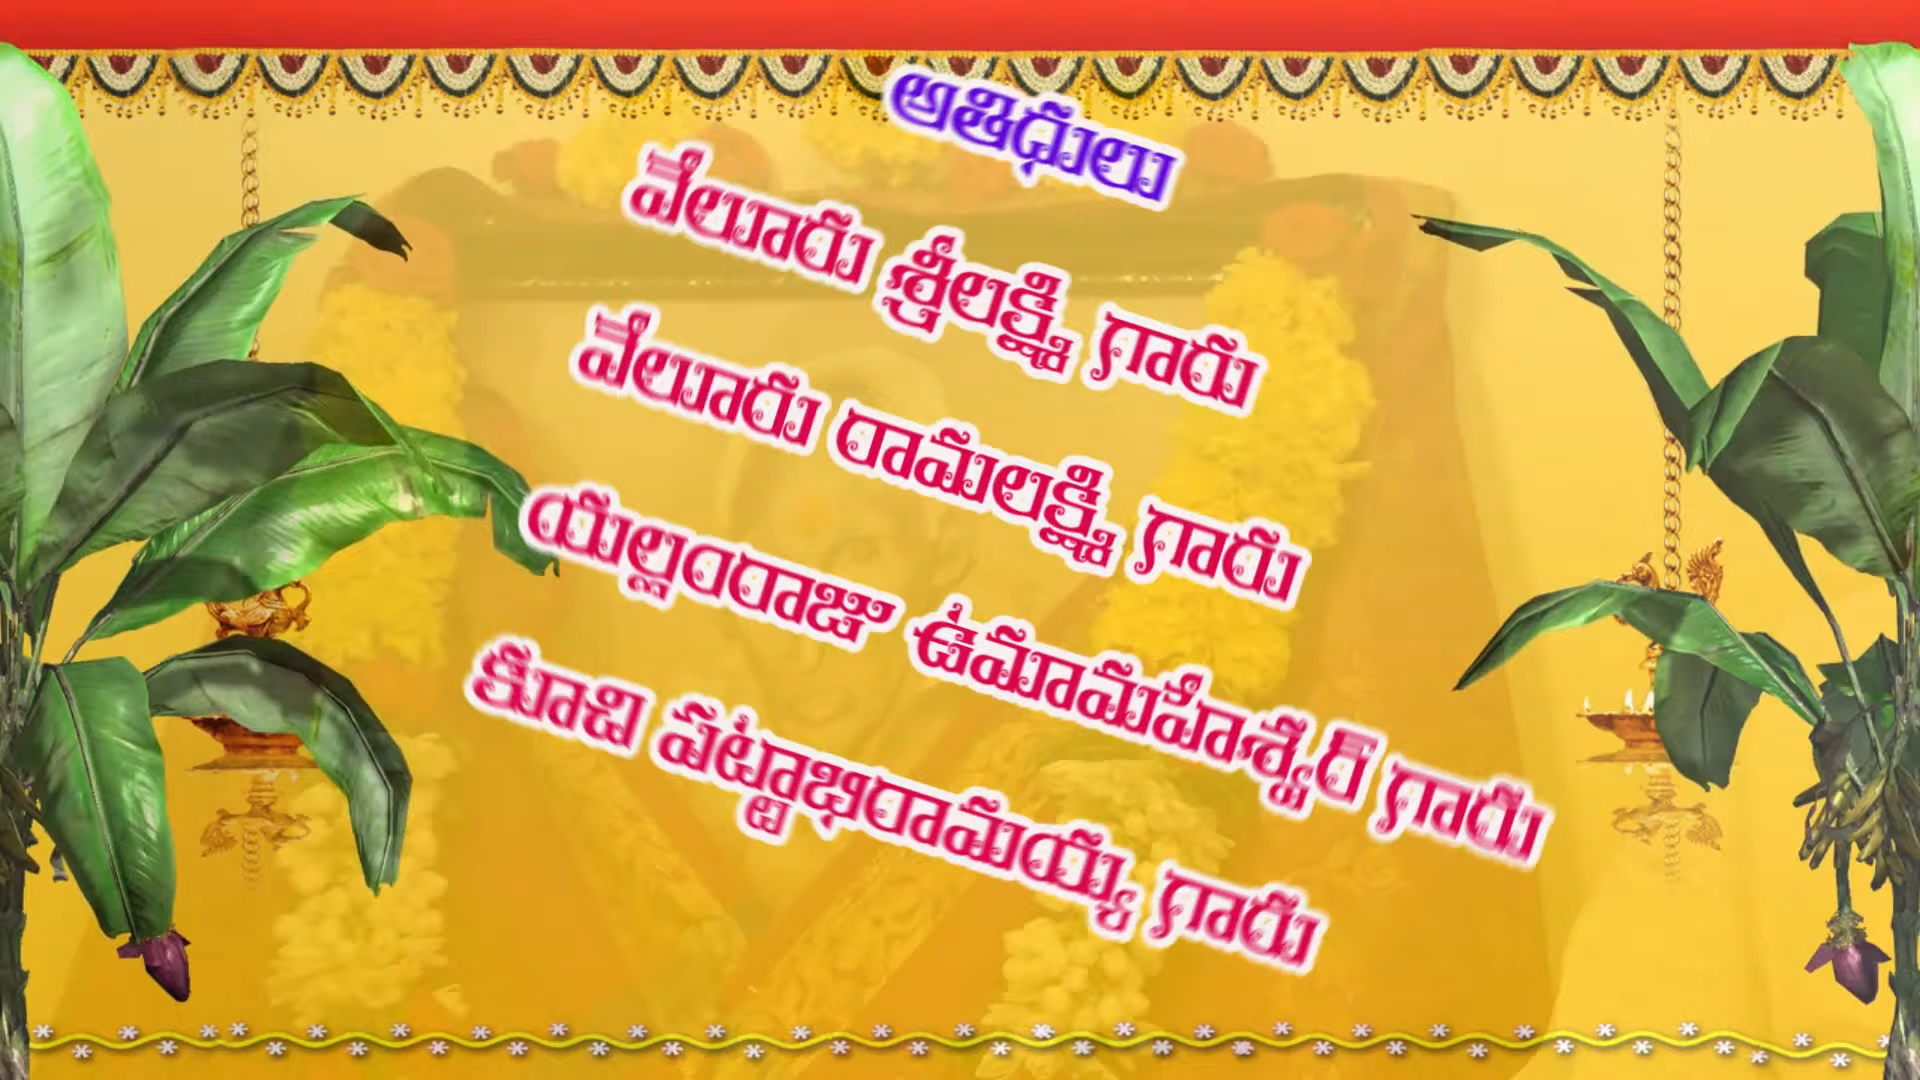 అతిధులు
వేలూరు శ్రీలక్ష్మి గారు
వేలూరు రామలక్ష్మి గారు
యల్లంరాజు ఉమామహేశ్వర్ గారు
కూచి పట్టాభిరామయ్య గారు